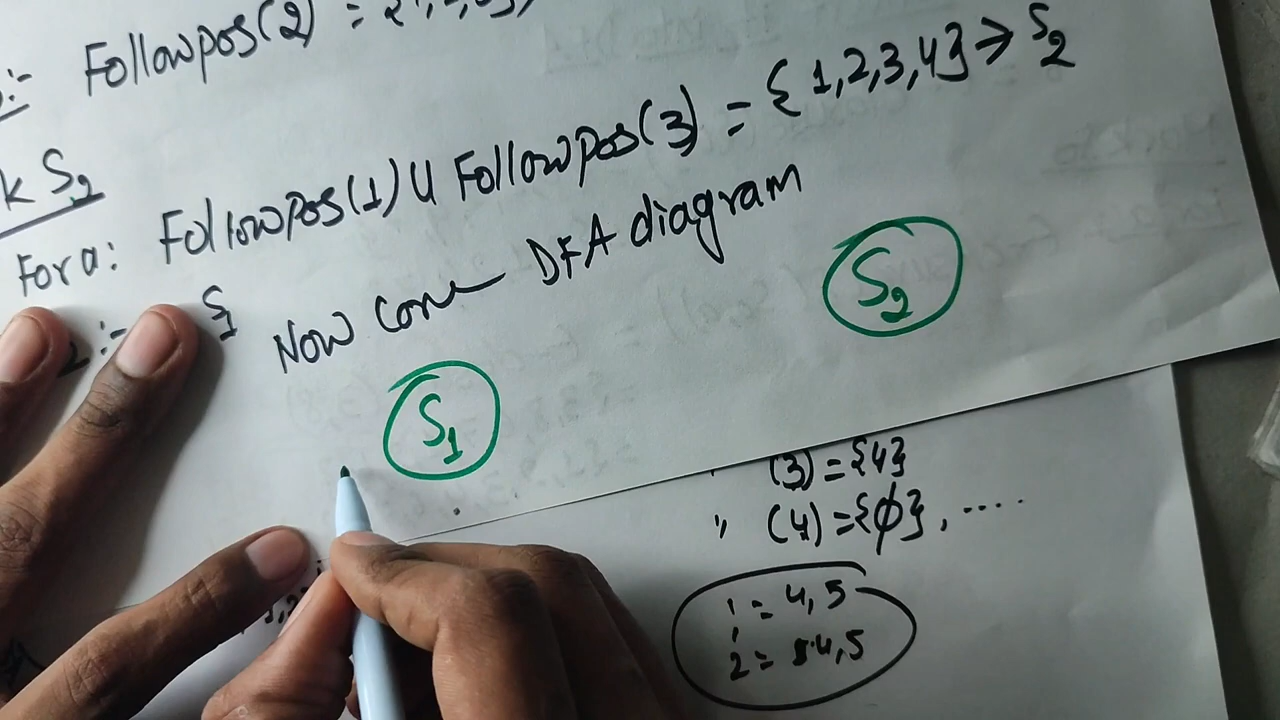 :- Followpos(2) =
k S2
For a: Followpos(1) U Followpos(3) = {1,2,3,4} → S2
:- S1
Now DFA diagram
S1
S2
(3) = {4}
" (4) = {ϕ}, ....
1 = 4,5
2 = 4,5